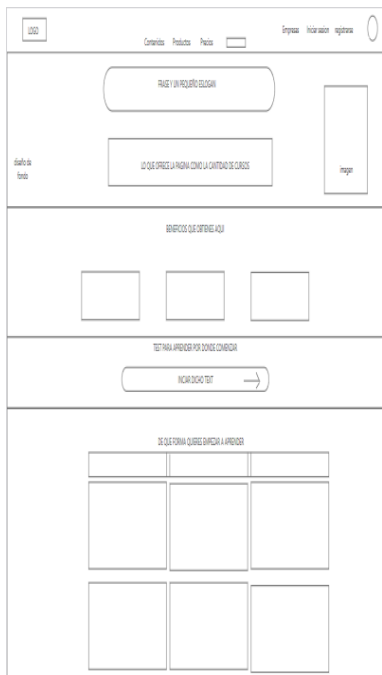 LOGO
Contenidos Productos Precios
Empresas Iniciar sesion registrarse
FRASE Y UN PEQUEÑO ESLOGAN
diseño de
fondo
LO QUE OFRECE LA PAGINA COMO LA CANTIDAD DE CURSOS
imagen
BENEFICIOS QUE OBTIENES AQUI
TEST PARA APRENDER POR DONDE COMENZAR
INICIAR DICHO TEXT
DE QUE FORMA QUIERES EMPEZAR A APRENDER